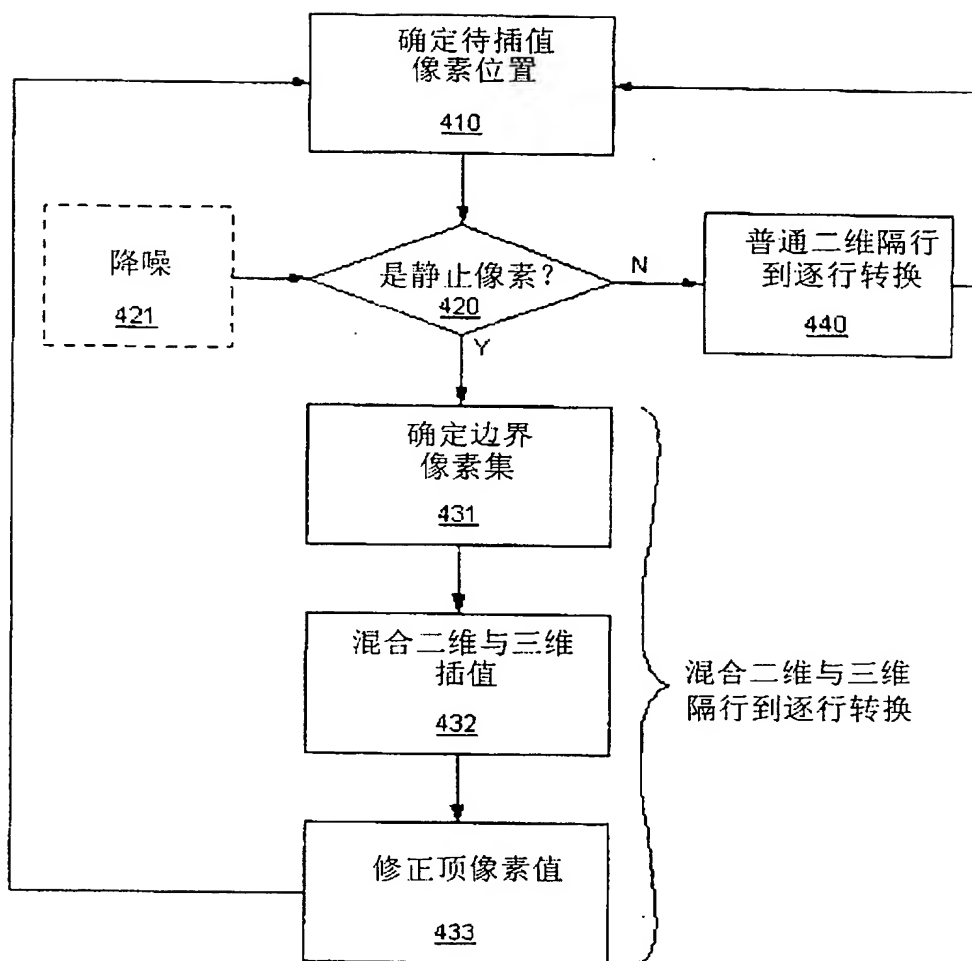 确定待插值
像素位置
410
降噪
421
是静止像素?
420
N
Y
普通二维隔行
到逐行转换
440
确定边界
像素集
431
混合二维与三维
插值
432
混合二维与三维
隔行到逐行转换
修正顶像素值
433